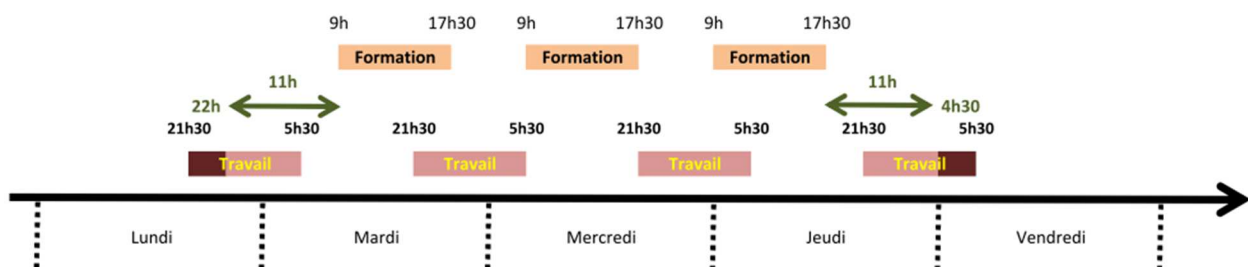 9h 17h30 9h 17h30 9h 17h30
Formation Formation Formation
11h 11h
22h 4h30
21h30 5h30 21h30 5h30 21h30 5h30 21h30 5h30
Travail Travail Travail Travail
Lundi Mardi Mercredi Jeudi Vendredi